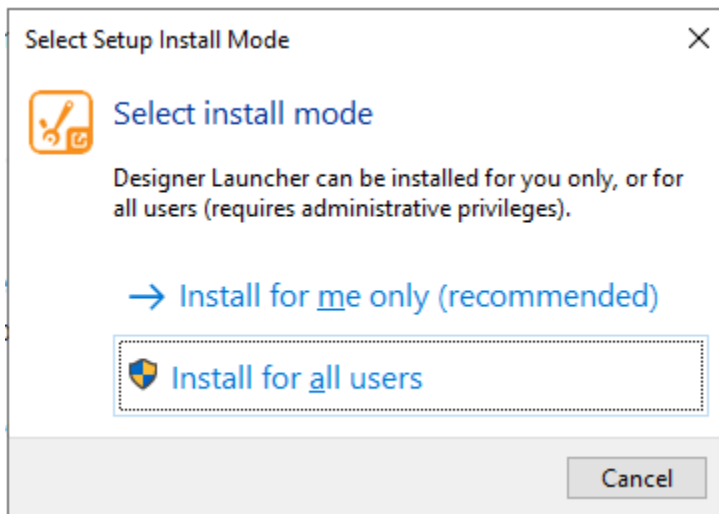 Select Setup Install Mode
Select install mode
Designer Launcher can be installed for you only, or for
all users (requires administrative privileges).
Install for me only (recommended)
Install for all users
Cancel